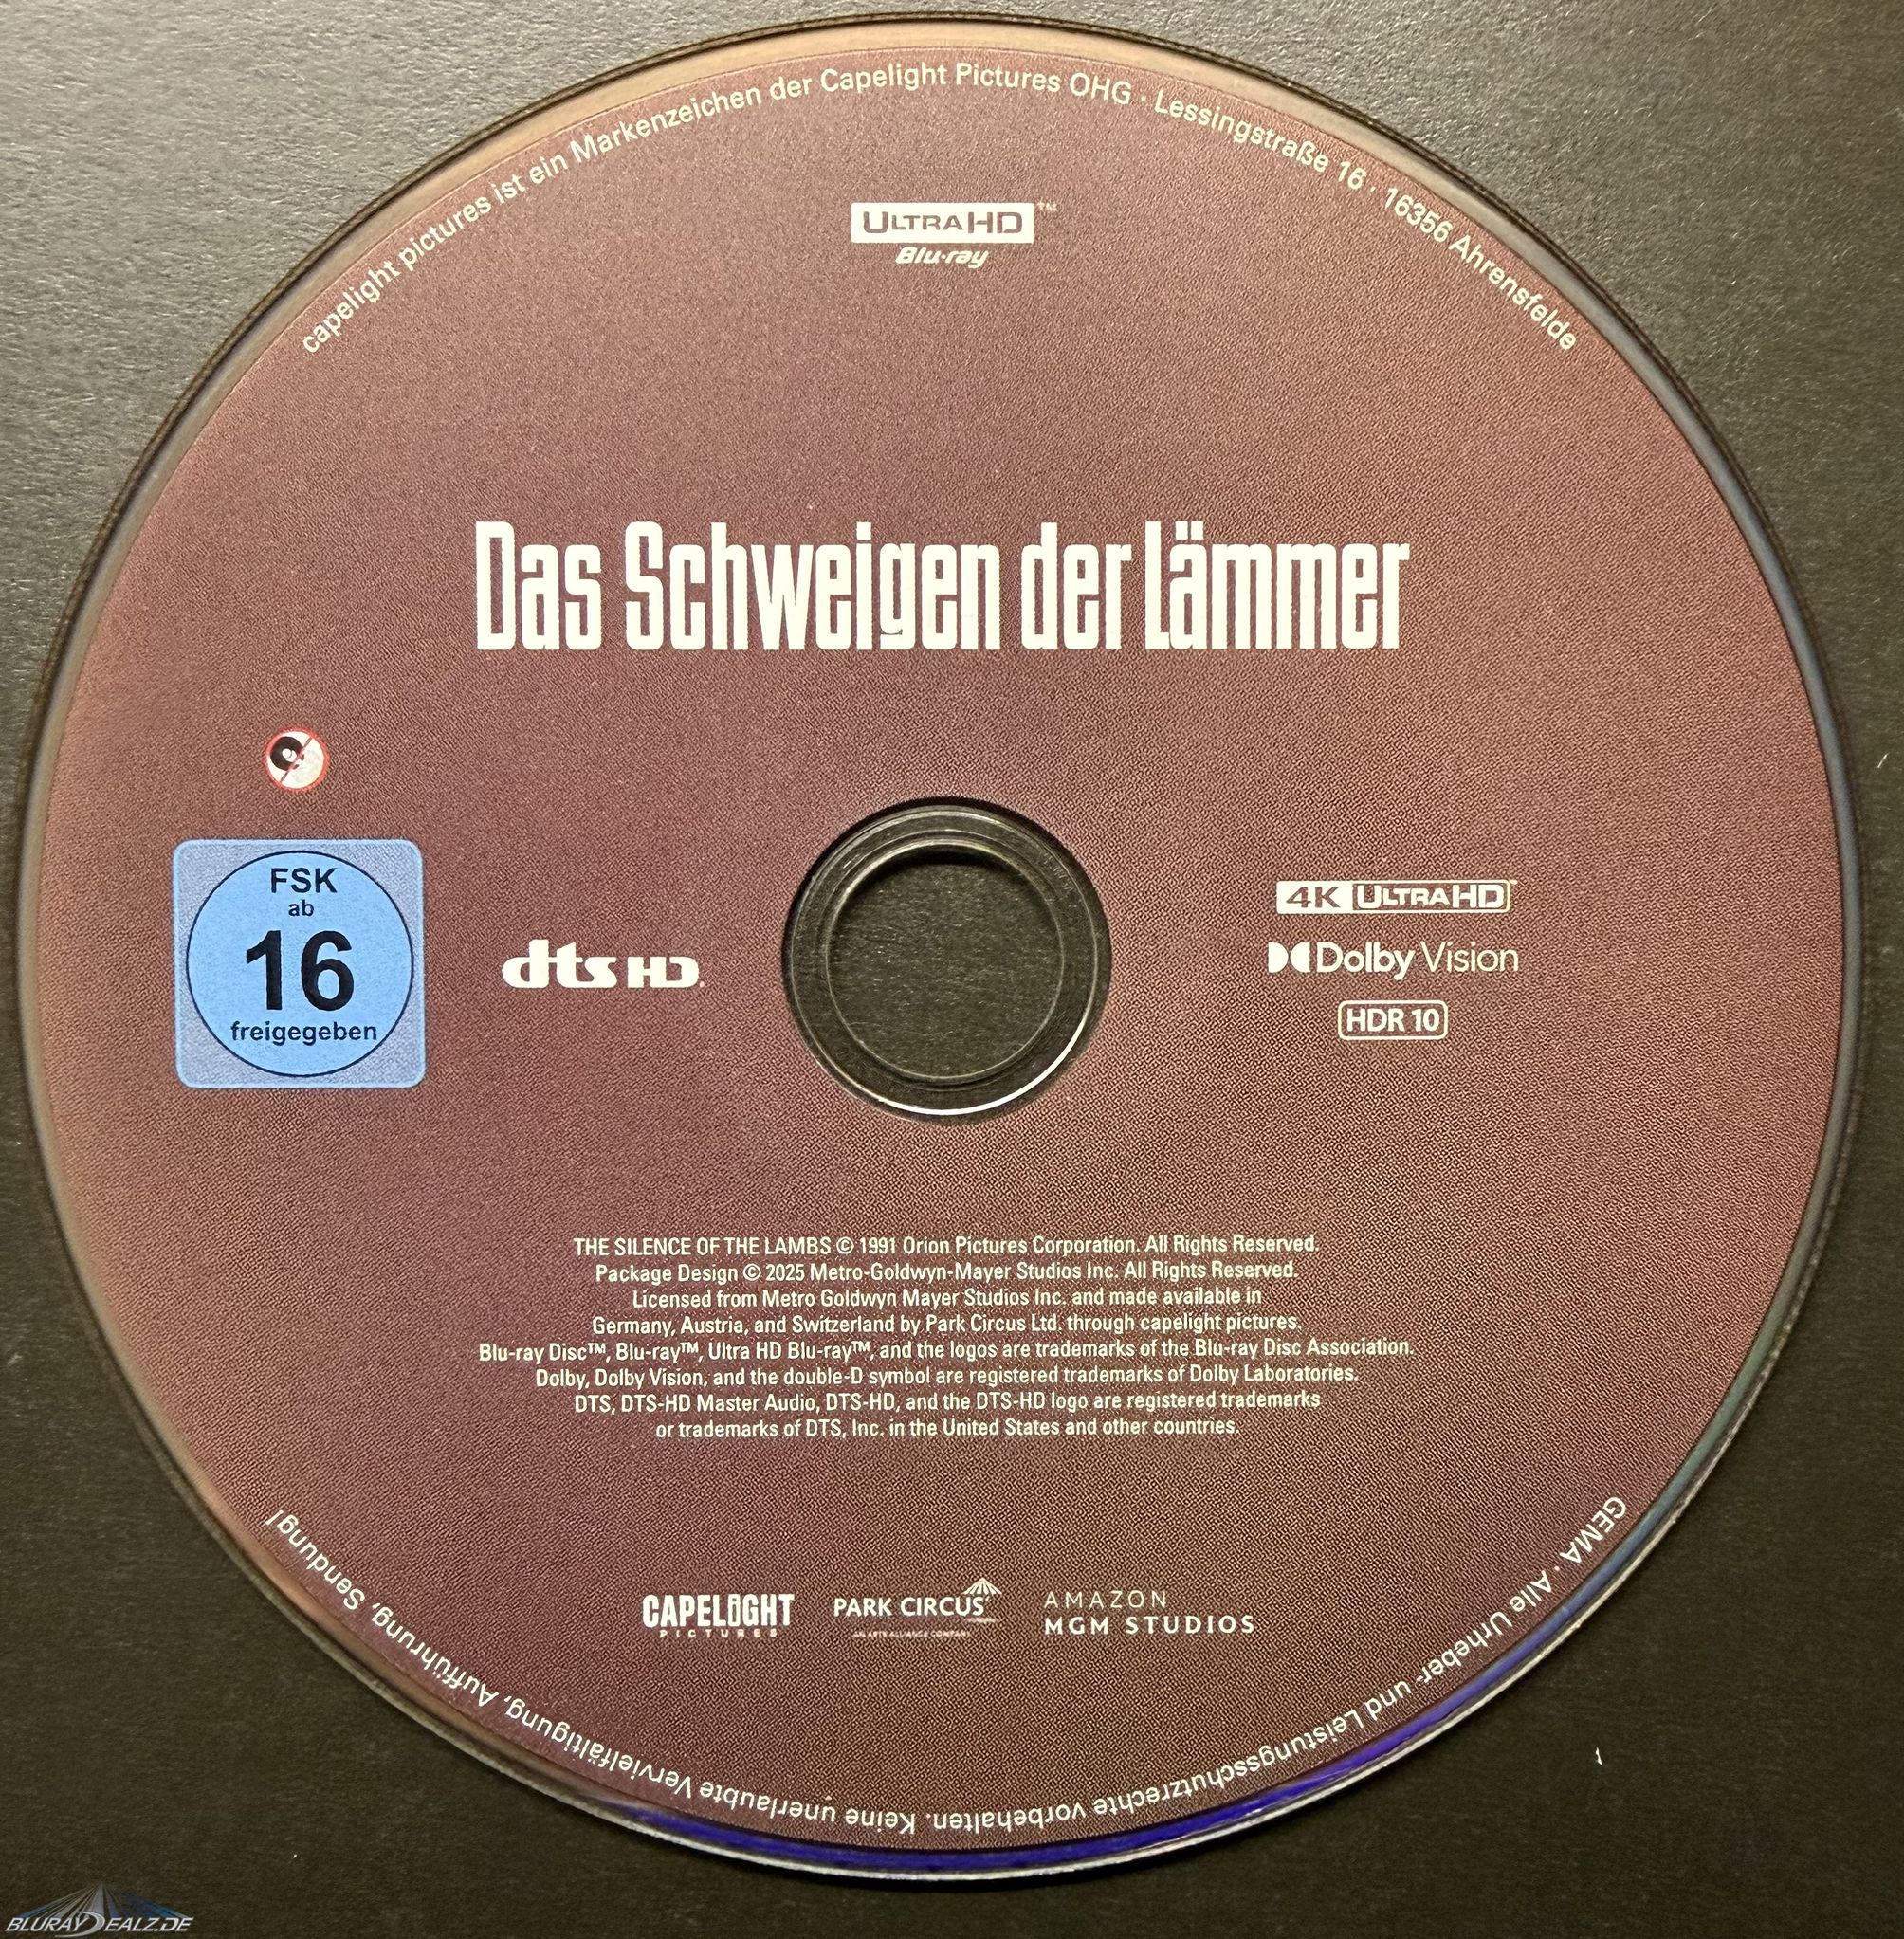 capelight pictures ist ein Markenzeichen der Capelight Pictures OHG · Lessingstraße 16 · 16356 Ahrensfelde
ULTRA HD™
Blu-ray
Das Schweigen der Lämmer
FSK
ab
16
freigegeben
dts HD
4K ULTRA HD
Dolby Vision
HDR 10
THE SILENCE OF THE LAMBS © 1991 Orion Pictures Corporation. All Rights Reserved.
Package Design © 2025 Metro-Goldwyn-Mayer Studios Inc. All Rights Reserved.
Licensed from Metro Goldwyn Mayer Studios Inc. and made available in
Germany, Austria, and Switzerland by Park Circus Ltd. through capelight pictures.
Blu-ray Disc™, Blu-ray™, Ultra HD Blu-ray™, and the logos are trademarks of the Blu-ray Disc Association.
Dolby, Dolby Vision, and the double-D symbol are registered trademarks of Dolby Laboratories.
DTS, DTS-HD Master Audio, DTS-HD, and the DTS-HD logo are registered trademarks
or trademarks of DTS, Inc. in the United States and other countries.
CAPELIGHT
PICTURES
PARK CIRCUS
AN ARTS ALLIANCE COMPANY
AMAZON
MGM STUDIOS
GEMA · Alle Urheber- und Leistungsschutzrechte vorbehalten. Keine unerlaubte Vervielfältigung, Aufführung, Sendung!
BLURAYDEALZ.DE